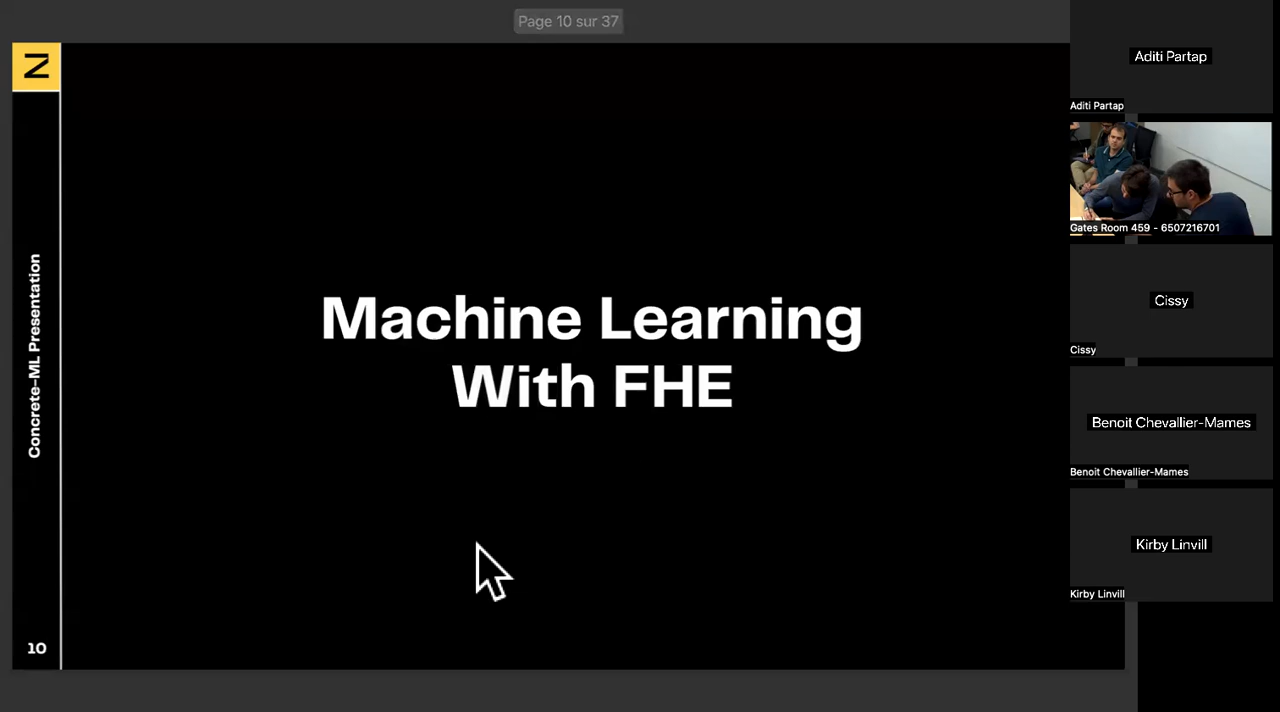 Page 10 sur 37
Concrete-ML Presentation
Machine Learning
With FHE
10
Aditi Partap
Aditi Partap
Gates Room 459 - 6507216701
Cissy
Cissy
Benoit Chevallier-Mames
Benoit Chevallier-Mames
Kirby Linvill
Kirby Linvill